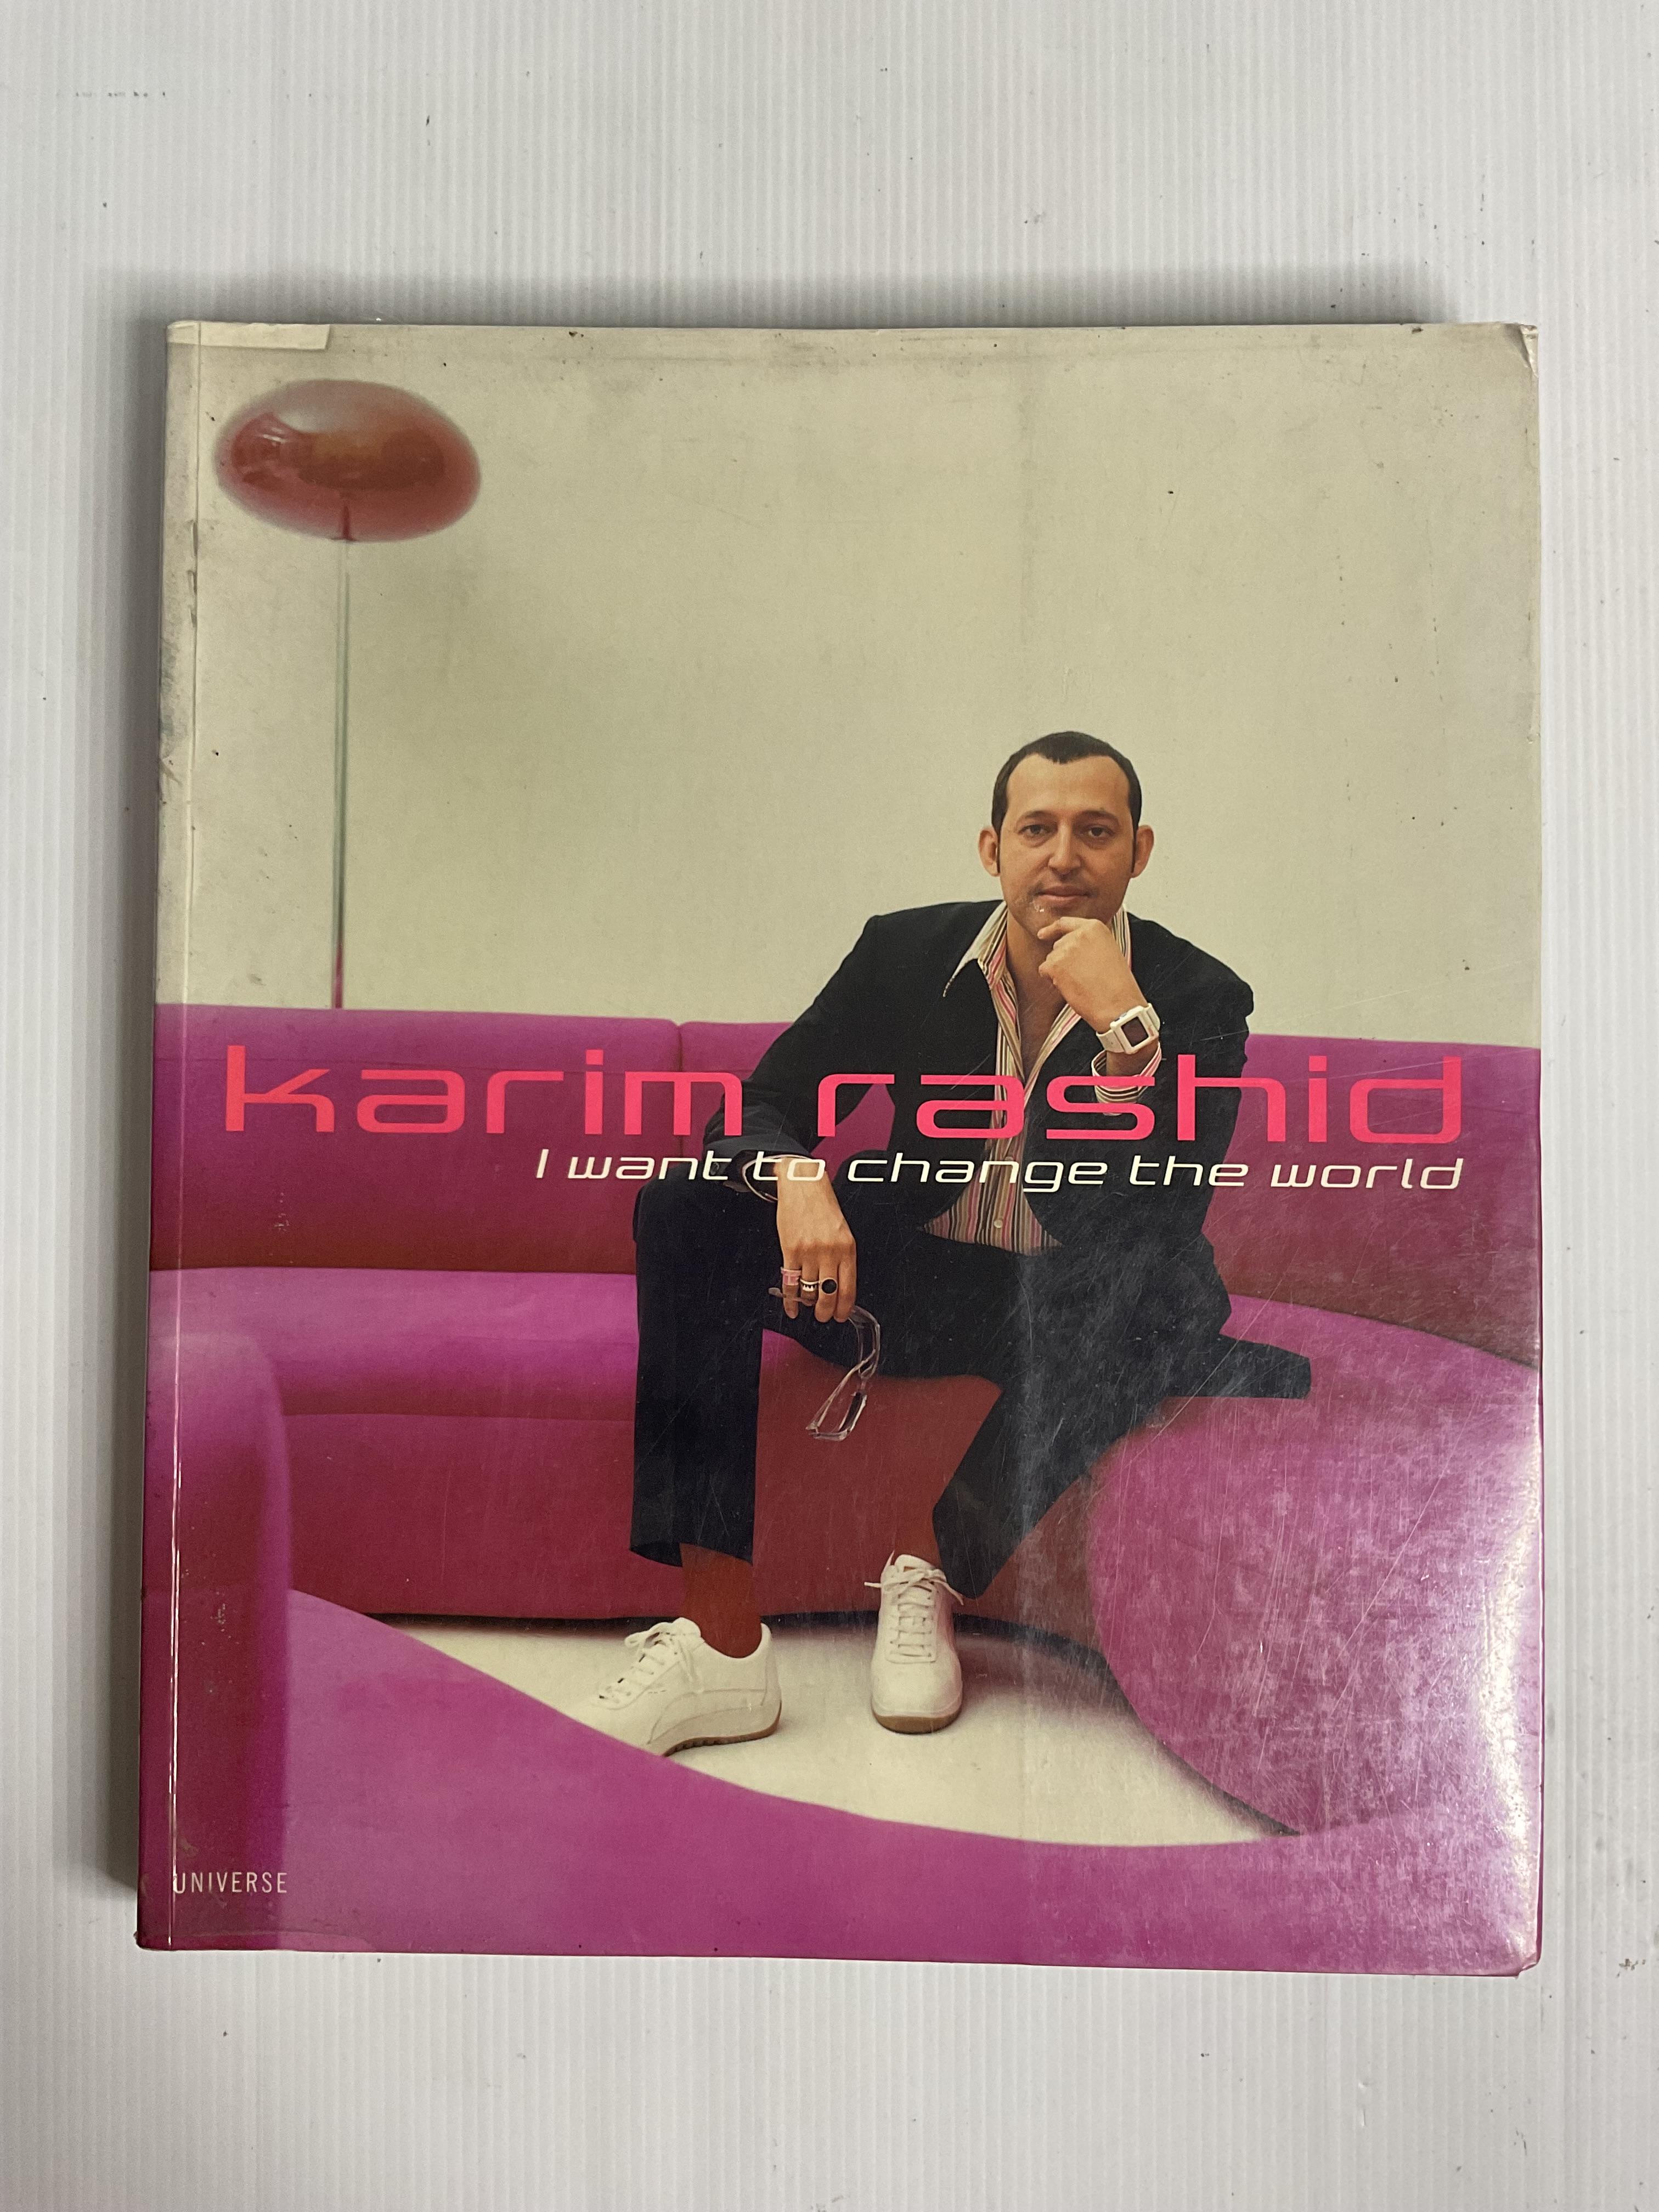 karim rashid
I want to change the world
UNIVERSE